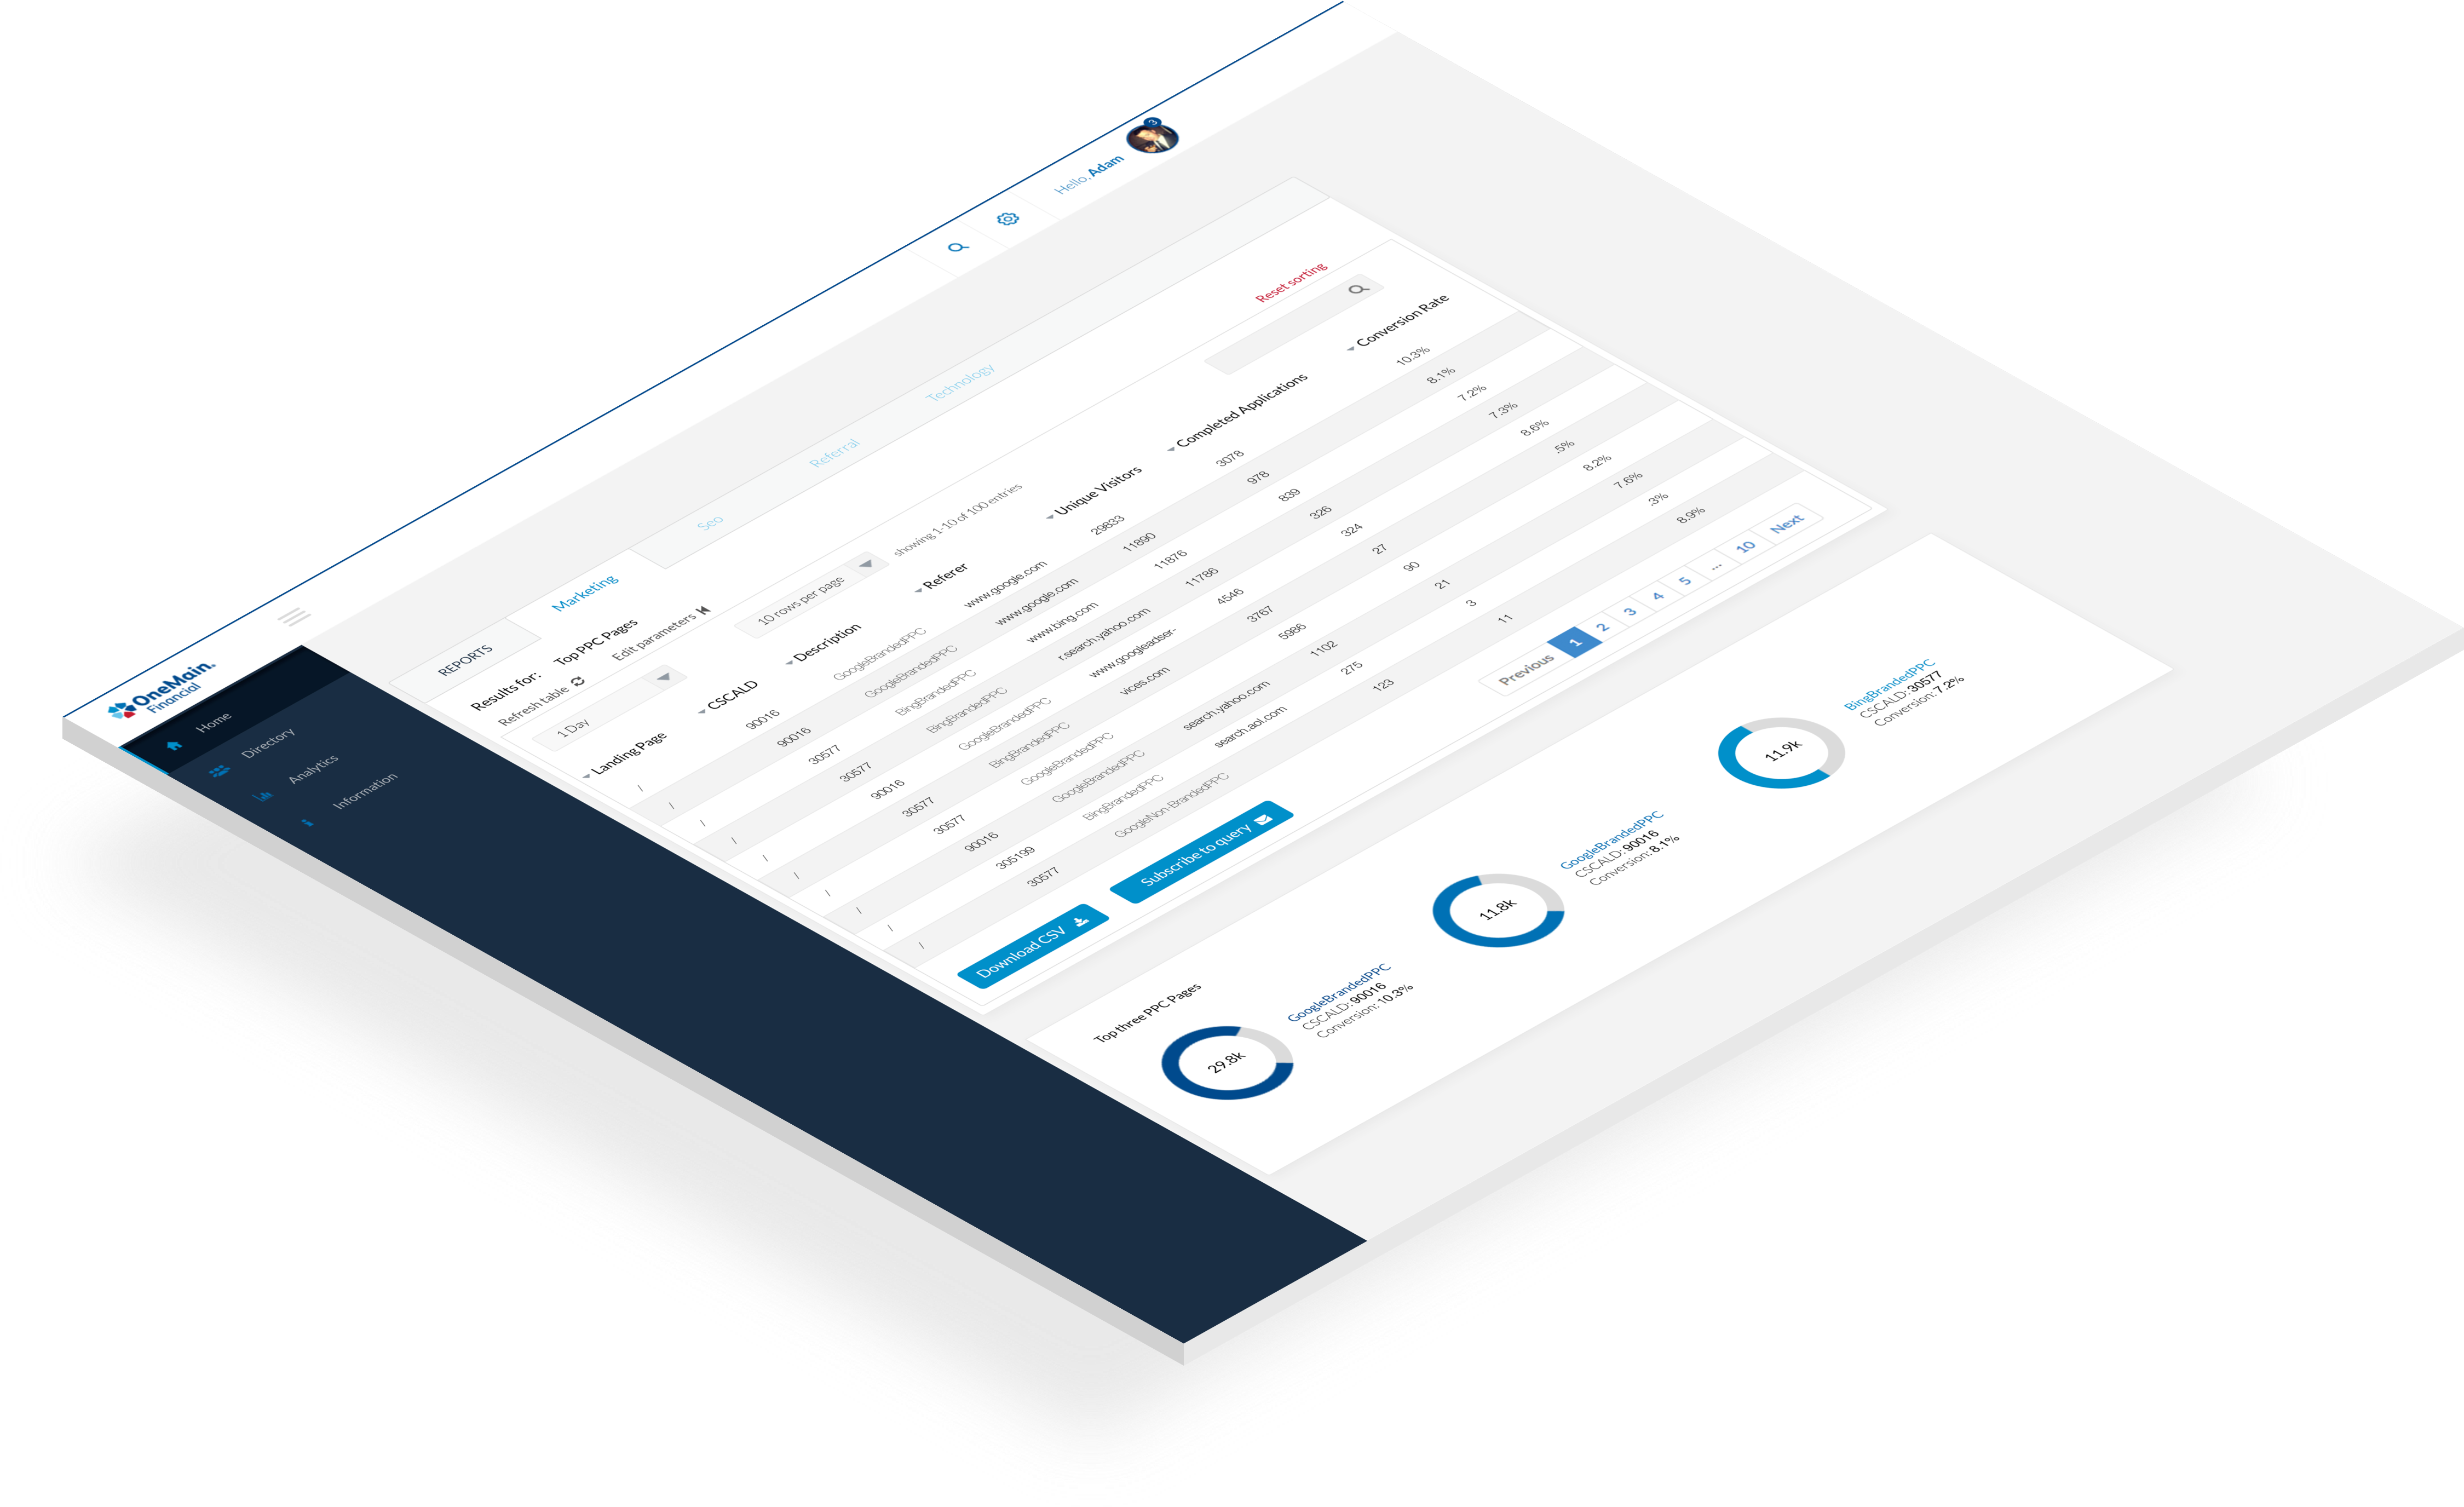 OneMain.
Financial
Hello, Adam
3
Home
Directory
Analytics
Information
REPORTS
Marketing
Seo
Referral
Technology
Results for: Top PPC Pages
Refresh table Edit parameters
Reset sorting
1 Day
10 rows per page
showing 1-10 of 100 entries
Landing Page CSCALD Description Referer Unique Visitors Completed Applications Conversion Rate
/ 90016 GoogleBrandedPPC www.google.com 29833 3078 10.3%
/ 90016 GoogleBrandedPPC www.google.com 11890 978 8.1%
/ 30577 BingBrandedPPC www.bing.com 11876 839 7.2%
/ 30577 BingBrandedPPC r.search.yahoo.com 11786 326 7.3%
/ 90016 GoogleBrandedPPC www.googleadser- 4546 324 8.6%
/ 30577 BingBrandedPPC vices.com 3767 27 .5%
/ 30577 GoogleBrandedPPC 5986 90 8.2%
/ 90016 GoogleBrandedPPC search.yahoo.com 1102 21 7.6%
/ 305199 BingBrandedPPC search.aol.com 275 3 .3%
/ 30577 GoogleNon-BrandedPPC 123 11 8.9%
Download CSV
Subscribe to query
Previous 1 2 3 4 5 ... 10 Next
Top three PPC Pages
29.8k
GoogleBrandedPPC
CSCALD: 90016
Conversion: 10.3%
11.8k
GoogleBrandedPPC
CSCALD: 90016
Conversion: 8.1%
11.9k
BingBrandedPPC
CSCALD: 30577
Conversion: 7.2%